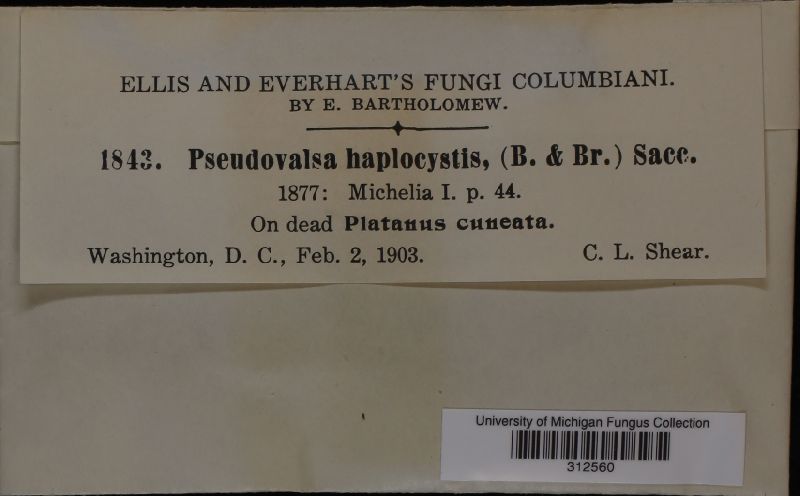 ELLIS AND EVERHART'S FUNGI COLUMBIANI.
BY E. BARTHOLOMEW.
1843. Pseudovalsa haplocystis, (B. & Br.) Sacc.
1877: Michelia I. p. 44.
On dead Platanus cuneata.
Washington, D. C., Feb. 2, 1903. C. L. Shear.
University of Michigan Fungus Collection
312560